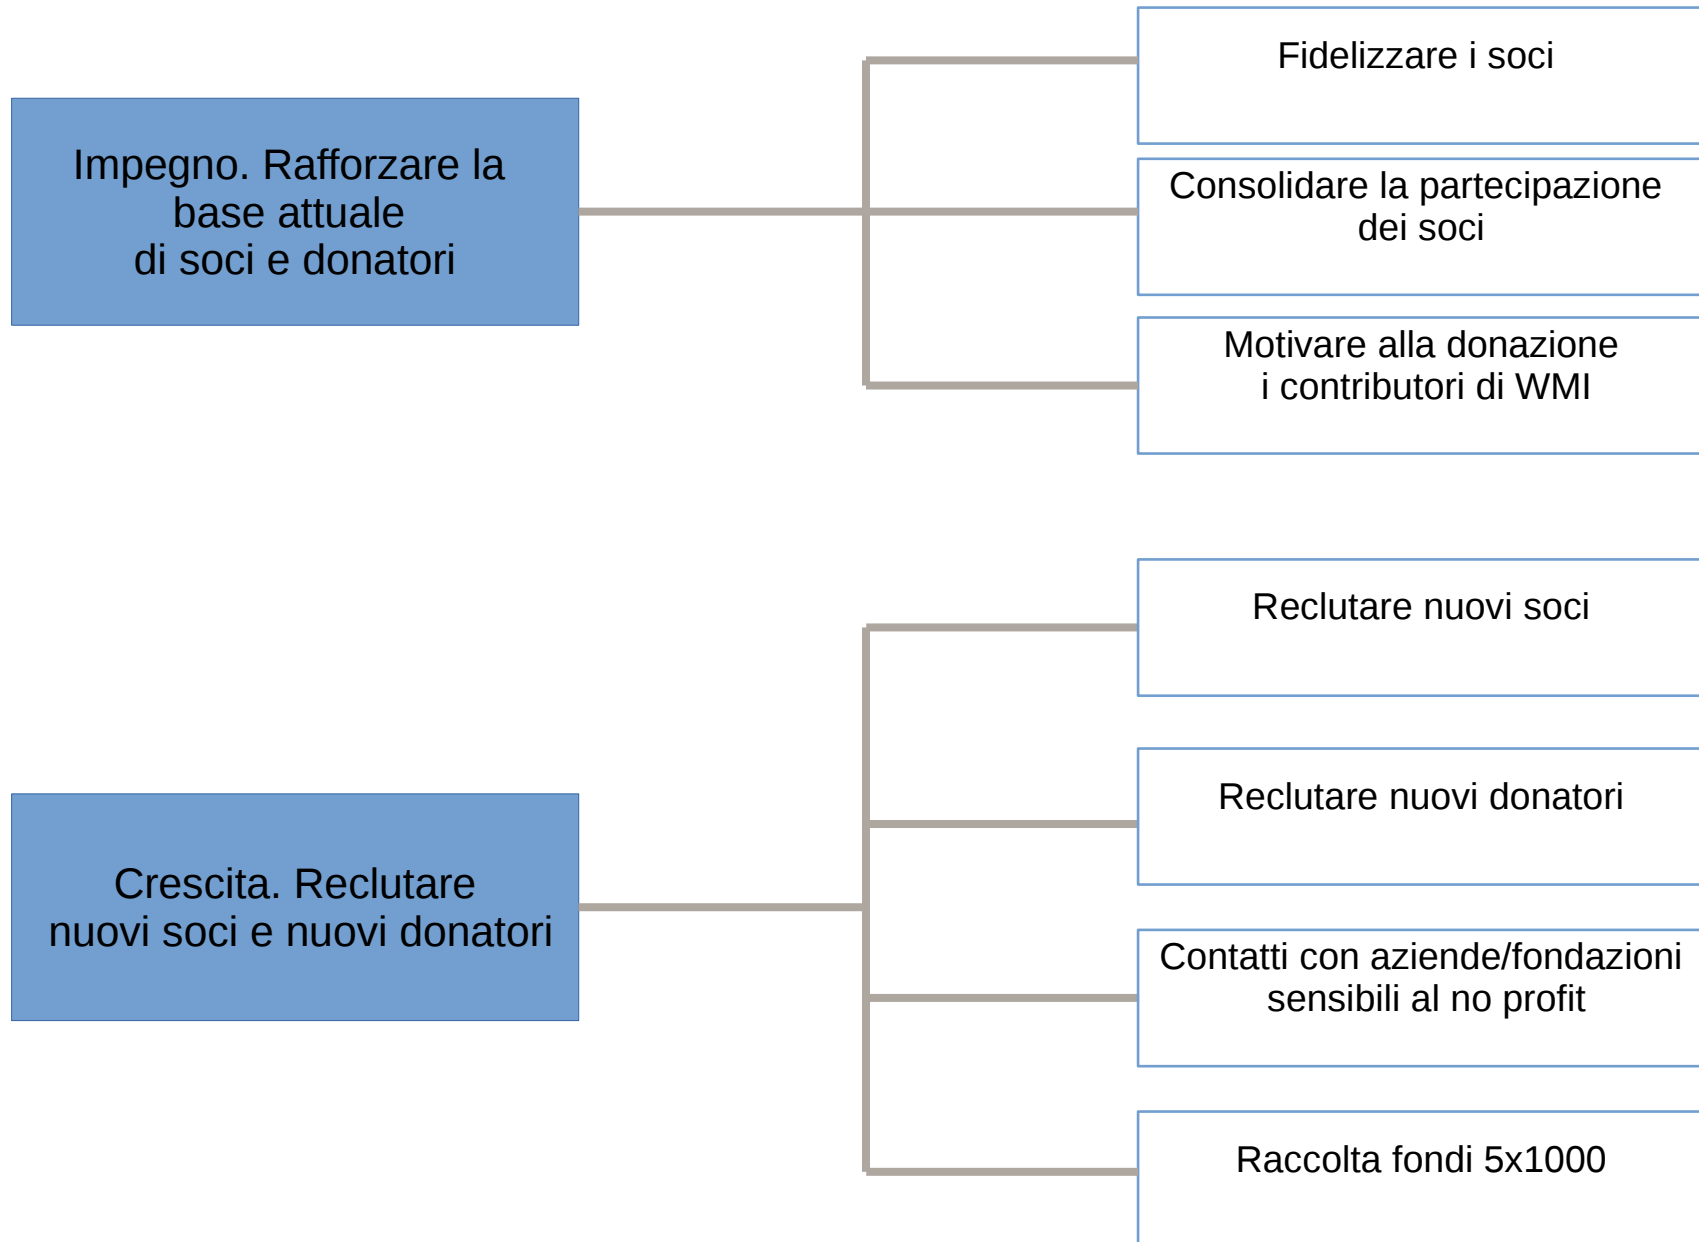 Impegno. Rafforzare la
base attuale
di soci e donatori
Fidelizzare i soci
Consolidare la partecipazione
dei soci
Motivare alla donazione
i contributori di WMI
Crescita. Reclutare
nuovi soci e nuovi donatori
Reclutare nuovi soci
Reclutare nuovi donatori
Contatti con aziende/fondazioni
sensibili al no profit
Raccolta fondi 5x1000